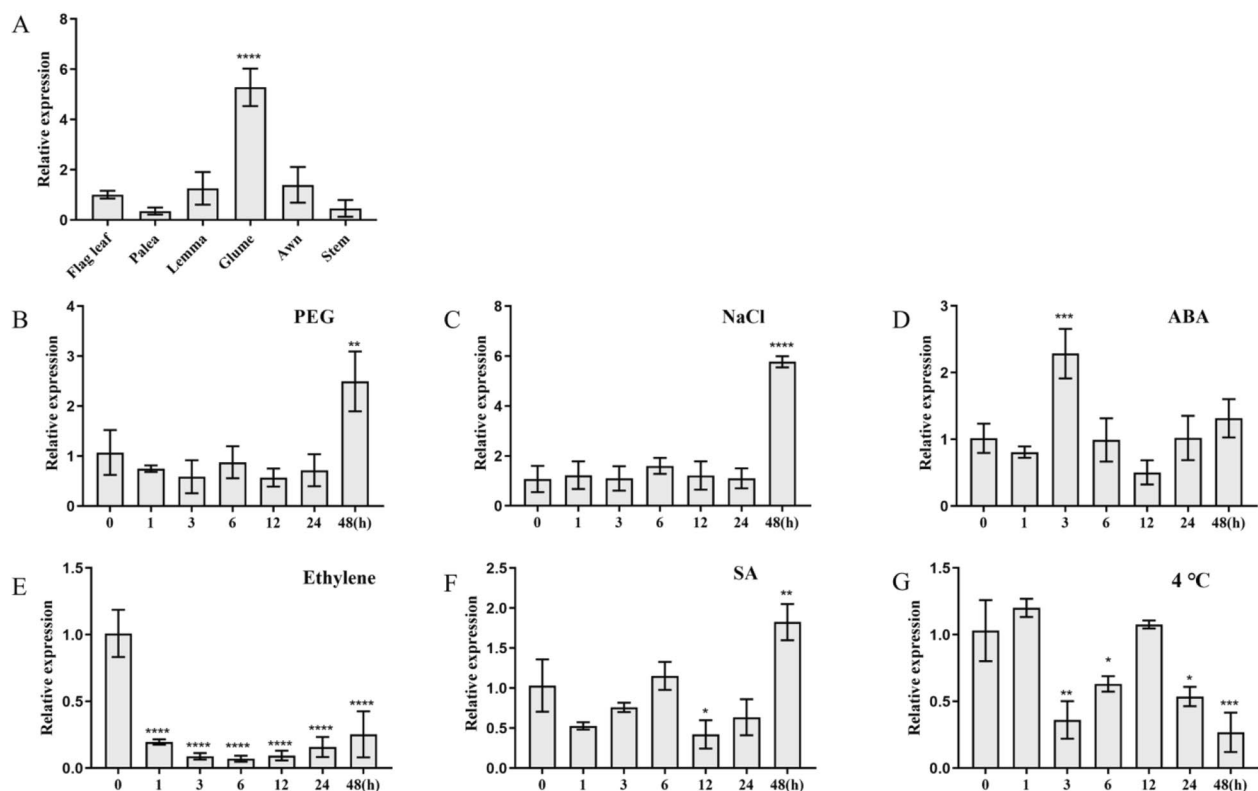 A
Relative expression
8
6
4
2
0
****
Flag leaf
Palea
Lemma
Glume
Awn
Stem
B
PEG
Relative expression
4
3
2
1
0
**
0 1 3 6 12 24 48(h)
C
NaCl
Relative expression
8
6
4
2
0
****
0 1 3 6 12 24 48(h)
D
ABA
Relative expression
3
2
1
0
***
0 1 3 6 12 24 48(h)
E
Ethylene
Relative expression
1.5
1.0
0.5
0.0
**** **** **** **** **** ****
0 1 3 6 12 24 48(h)
F
SA
Relative expression
2.5
2.0
1.5
1.0
0.5
0.0
* **
0 1 3 6 12 24 48(h)
G
4 °C
Relative expression
1.5
1.0
0.5
0.0
** * * ***
0 1 3 6 12 24 48(h)